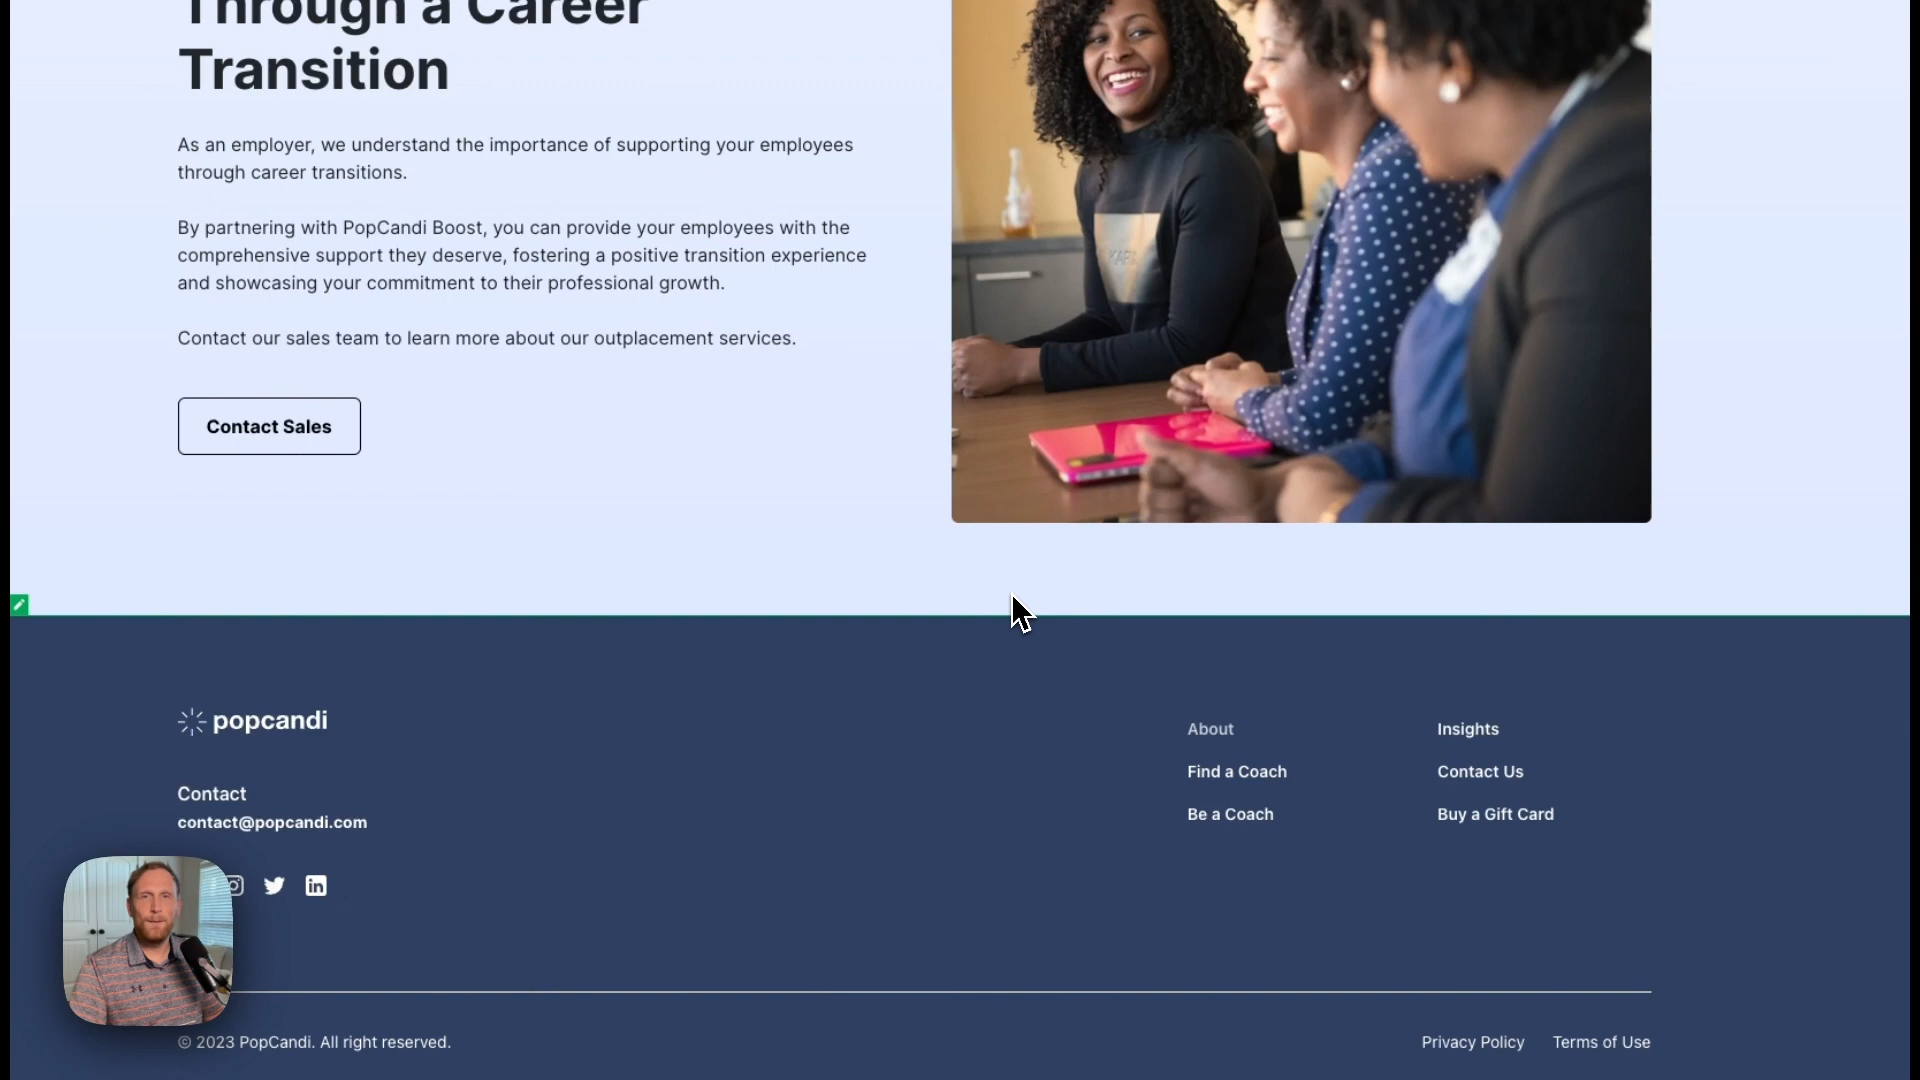 Through a Career
Transition
As an employer, we understand the importance of supporting your employees
through career transitions.
By partnering with PopCandi Boost, you can provide your employees with the
comprehensive support they deserve, fostering a positive transition experience
and showcasing your commitment to their professional growth.
Contact our sales team to learn more about our outplacement services.
Contact Sales
popcandi
Contact
contact@popcandi.com
About
Find a Coach
Be a Coach
Insights
Contact Us
Buy a Gift Card
© 2023 PopCandi. All right reserved.
Privacy Policy
Terms of Use